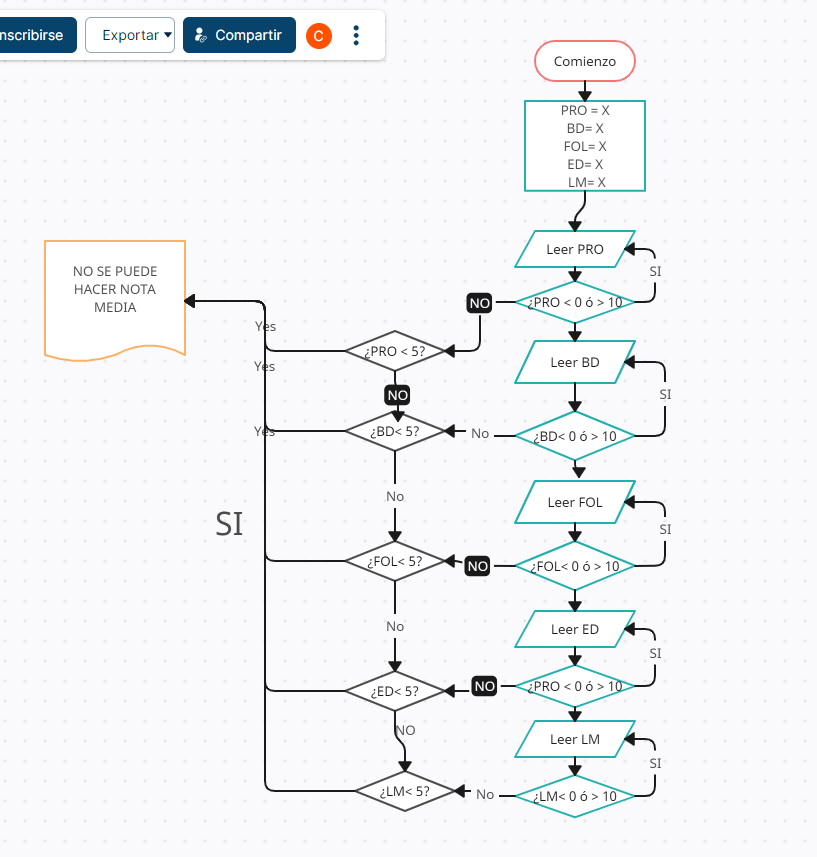 nscribirse
Exportar
Compartir
C
Comienzo
PRO = X
BD= X
FOL= X
ED= X
LM= X
Leer PRO
SI
¿PRO < 0 ó > 10
NO
NO SE PUEDE
HACER NOTA
MEDIA
Yes
¿PRO < 5?
Leer BD
Yes
NO
SI
Yes
¿BD< 5?
No
¿BD< 0 ó > 10
Leer FOL
No
SI
SI
¿FOL< 5?
NO
¿FOL< 0 ó > 10
Leer ED
No
SI
¿ED< 5?
NO
¿PRO < 0 ó > 10
NO
Leer LM
SI
¿LM< 5?
No
¿LM< 0 ó > 10